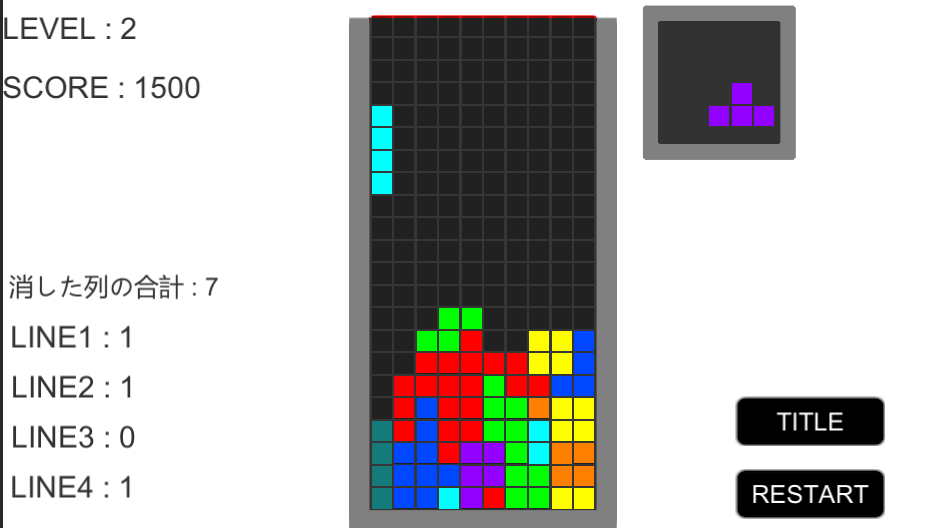 LEVEL : 2
SCORE : 1500
消した列の合計 : 7
LINE1 : 1
LINE2 : 1
LINE3 : 0
LINE4 : 1
TITLE
RESTART